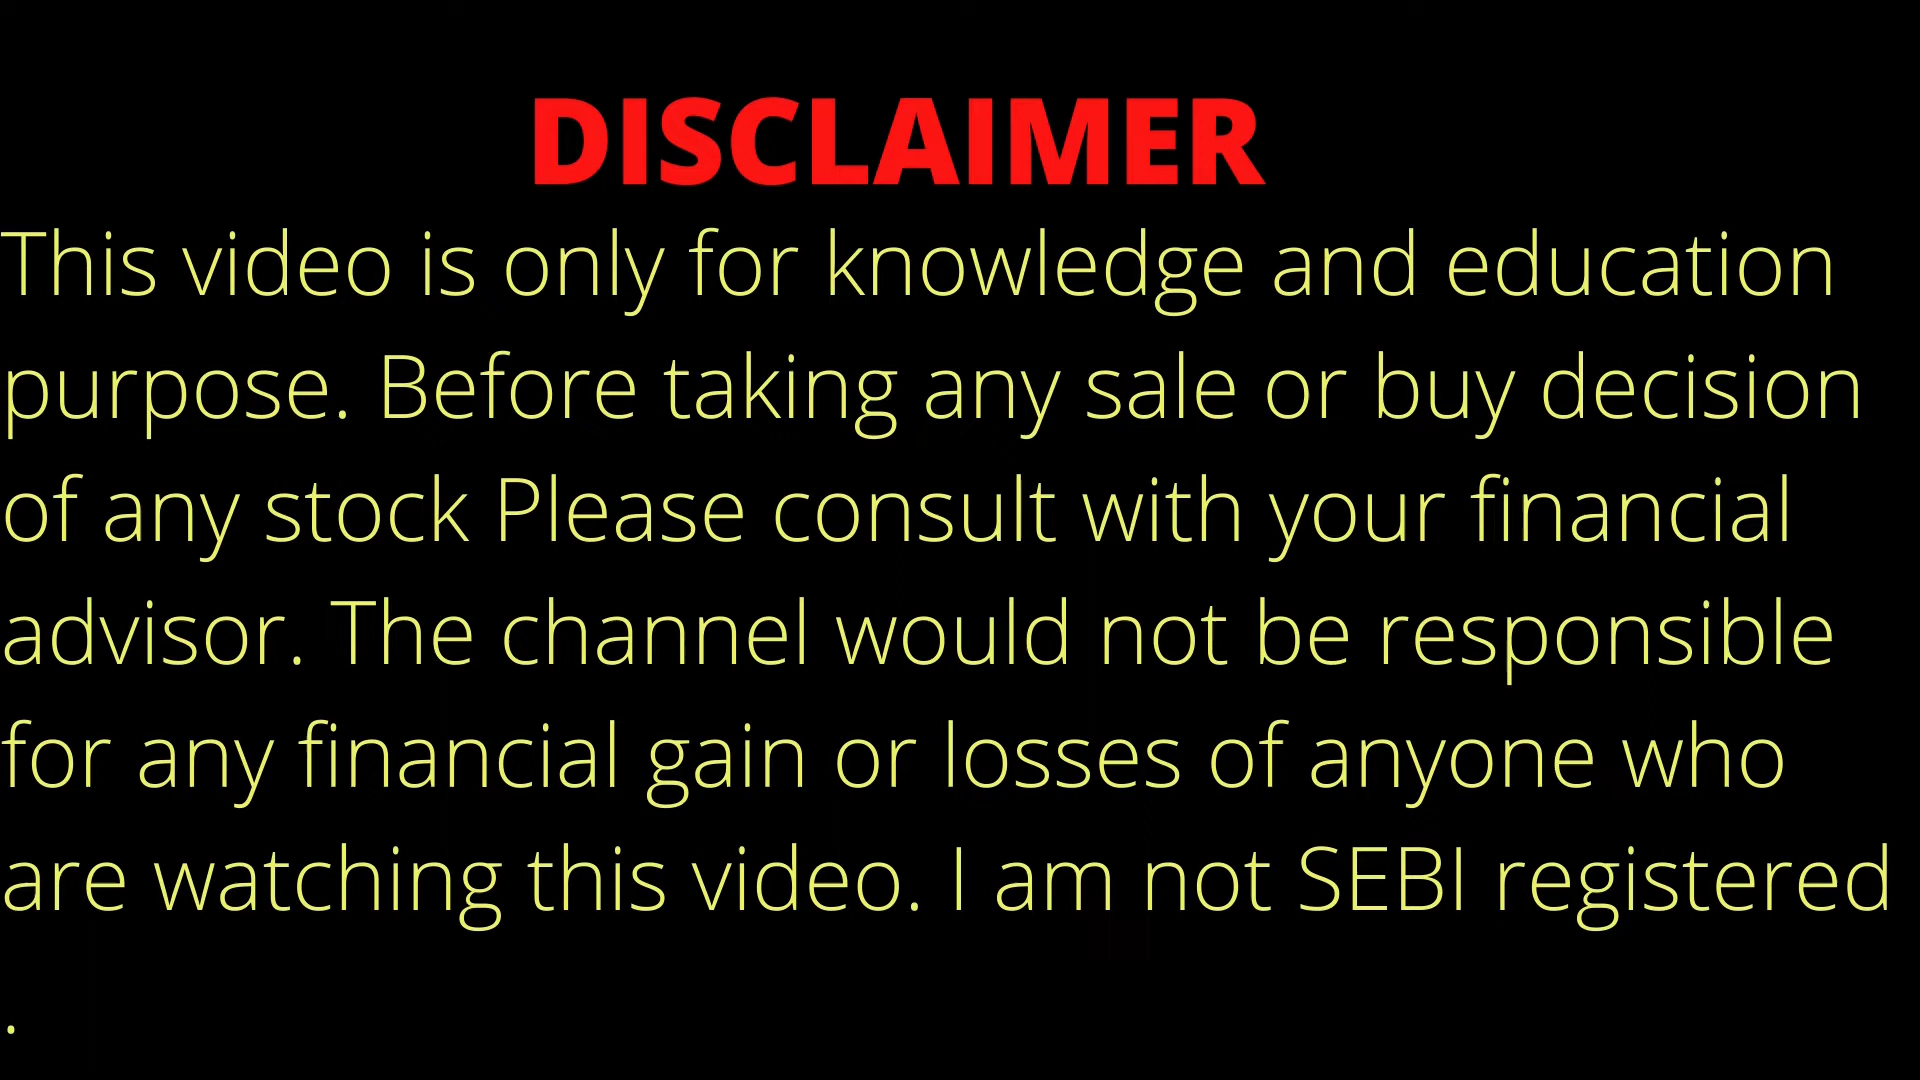 DISCLAIMER
This video is only for knowledge and education
purpose. Before taking any sale or buy decision
of any stock Please consult with your financial
advisor. The channel would not be responsible
for any financial gain or losses of anyone who
are watching this video. I am not SEBI registered
.